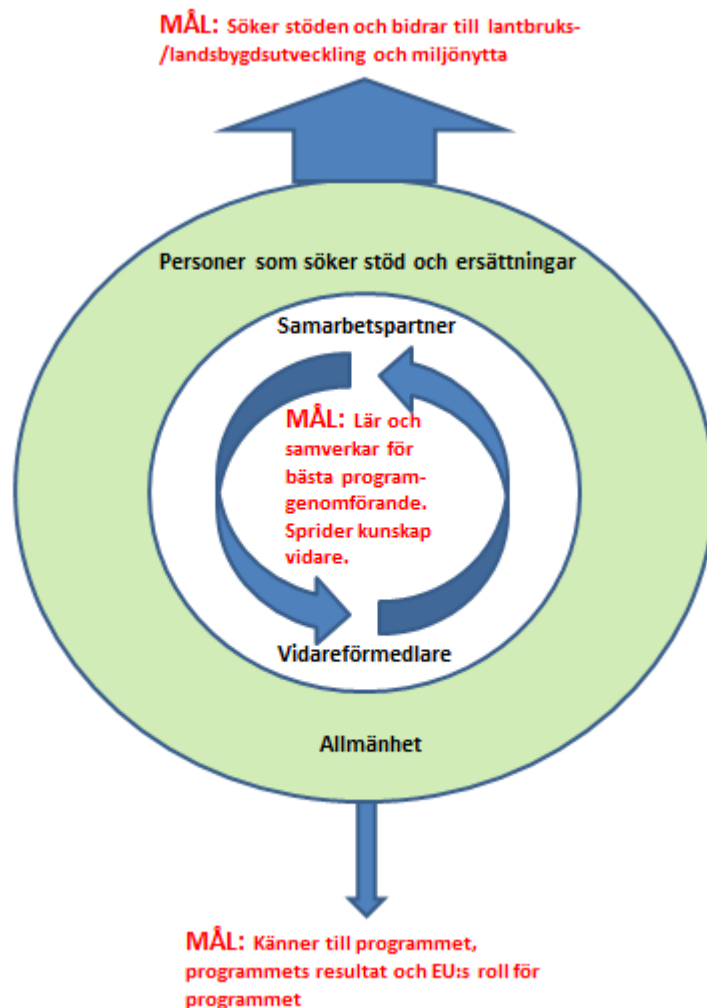 MÅL: Söker stöden och bidrar till lantbruks-
/landsbygdsutveckling och miljönytta
Personer som söker stöd och ersättningar
Samarbetspartner
MÅL: Lär och
samverkar för
bästa program-
genomförande.
Sprider kunskap
vidare.
Vidareförmedlare
Allmänhet
MÅL: Känner till programmet,
programmets resultat och EU:s roll för
programmet